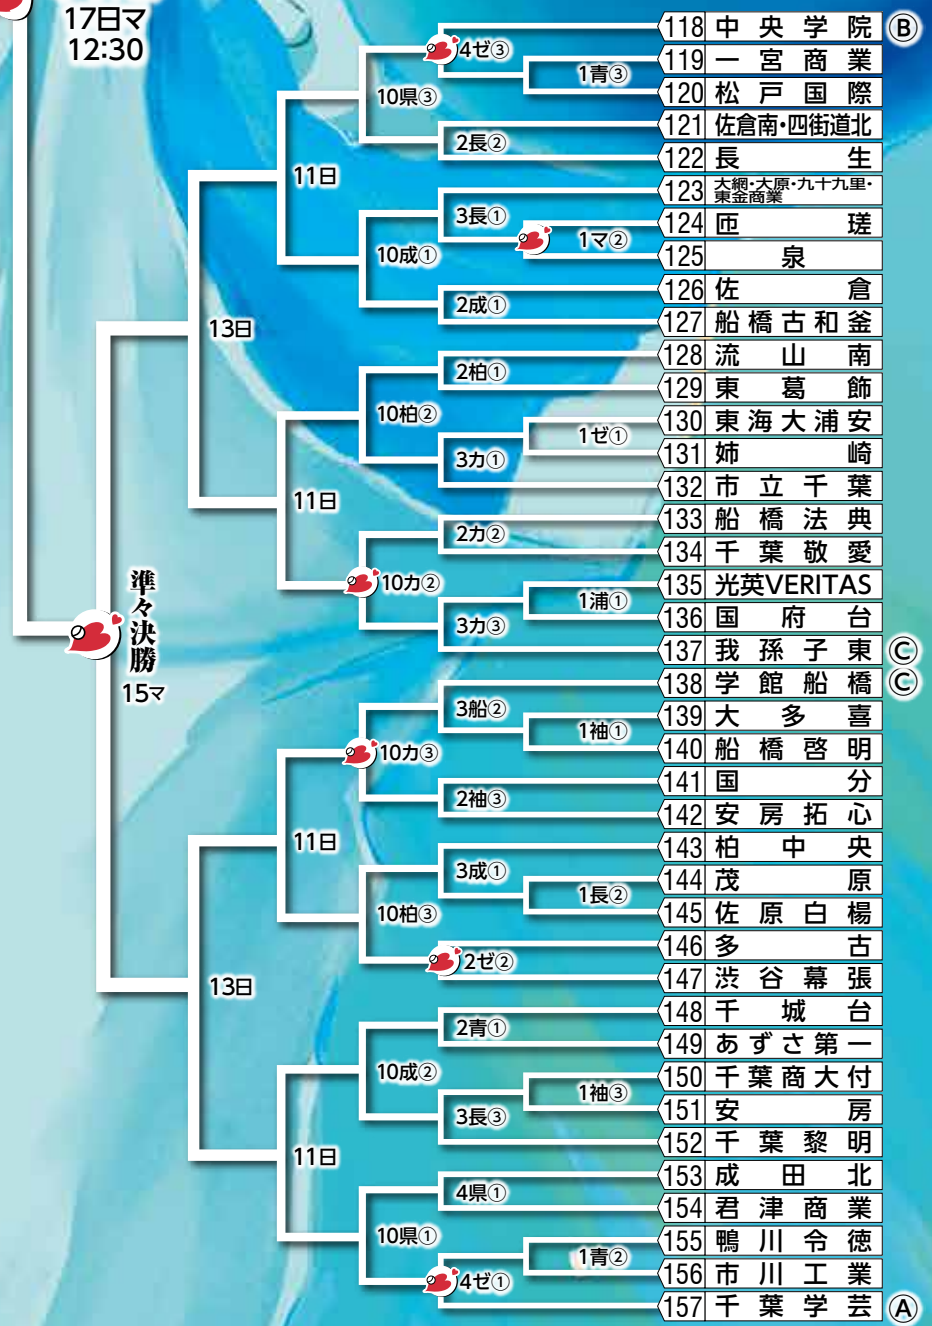 17日マ
12:30
118 中央学院 Ⓑ
4ゼ③
119 一宮商業
1青③
10県③
120 松戸国際
121 佐倉南・四街道北
2長②
122 長生
11日
123 大網・大原・九十九里・
東金商業
3長①
124 匝瑳
1マ②
10成①
125 泉
126 佐倉
2成①
127 船橋古和釜
13日
128 流山南
2柏①
129 東葛飾
10柏②
130 東海大浦安
1ゼ①
131 姉崎
3カ①
132 市立千葉
11日
133 船橋法典
2カ②
134 千葉敬愛
10カ②
135 光英VERITAS
1浦①
136 国府台
3カ③
137 我孫子東 Ⓒ
準々決勝
15マ
138 学館船橋 Ⓒ
3船②
139 大多喜
1袖①
140 船橋啓明
10カ③
141 国分
2袖③
142 安房拓心
11日
143 柏中央
3成①
144 茂原
1長②
145 佐原白楊
10柏③
146 多古
2ゼ②
147 渋谷幕張
13日
148 千城台
2青①
149 あずさ第一
10成②
150 千葉商大付
1袖③
151 安房
3長③
152 千葉黎明
11日
153 成田北
4県①
154 君津商業
10県①
155 鴨川令徳
1青②
156 市川工業
4ゼ①
157 千葉学芸 Ⓐ